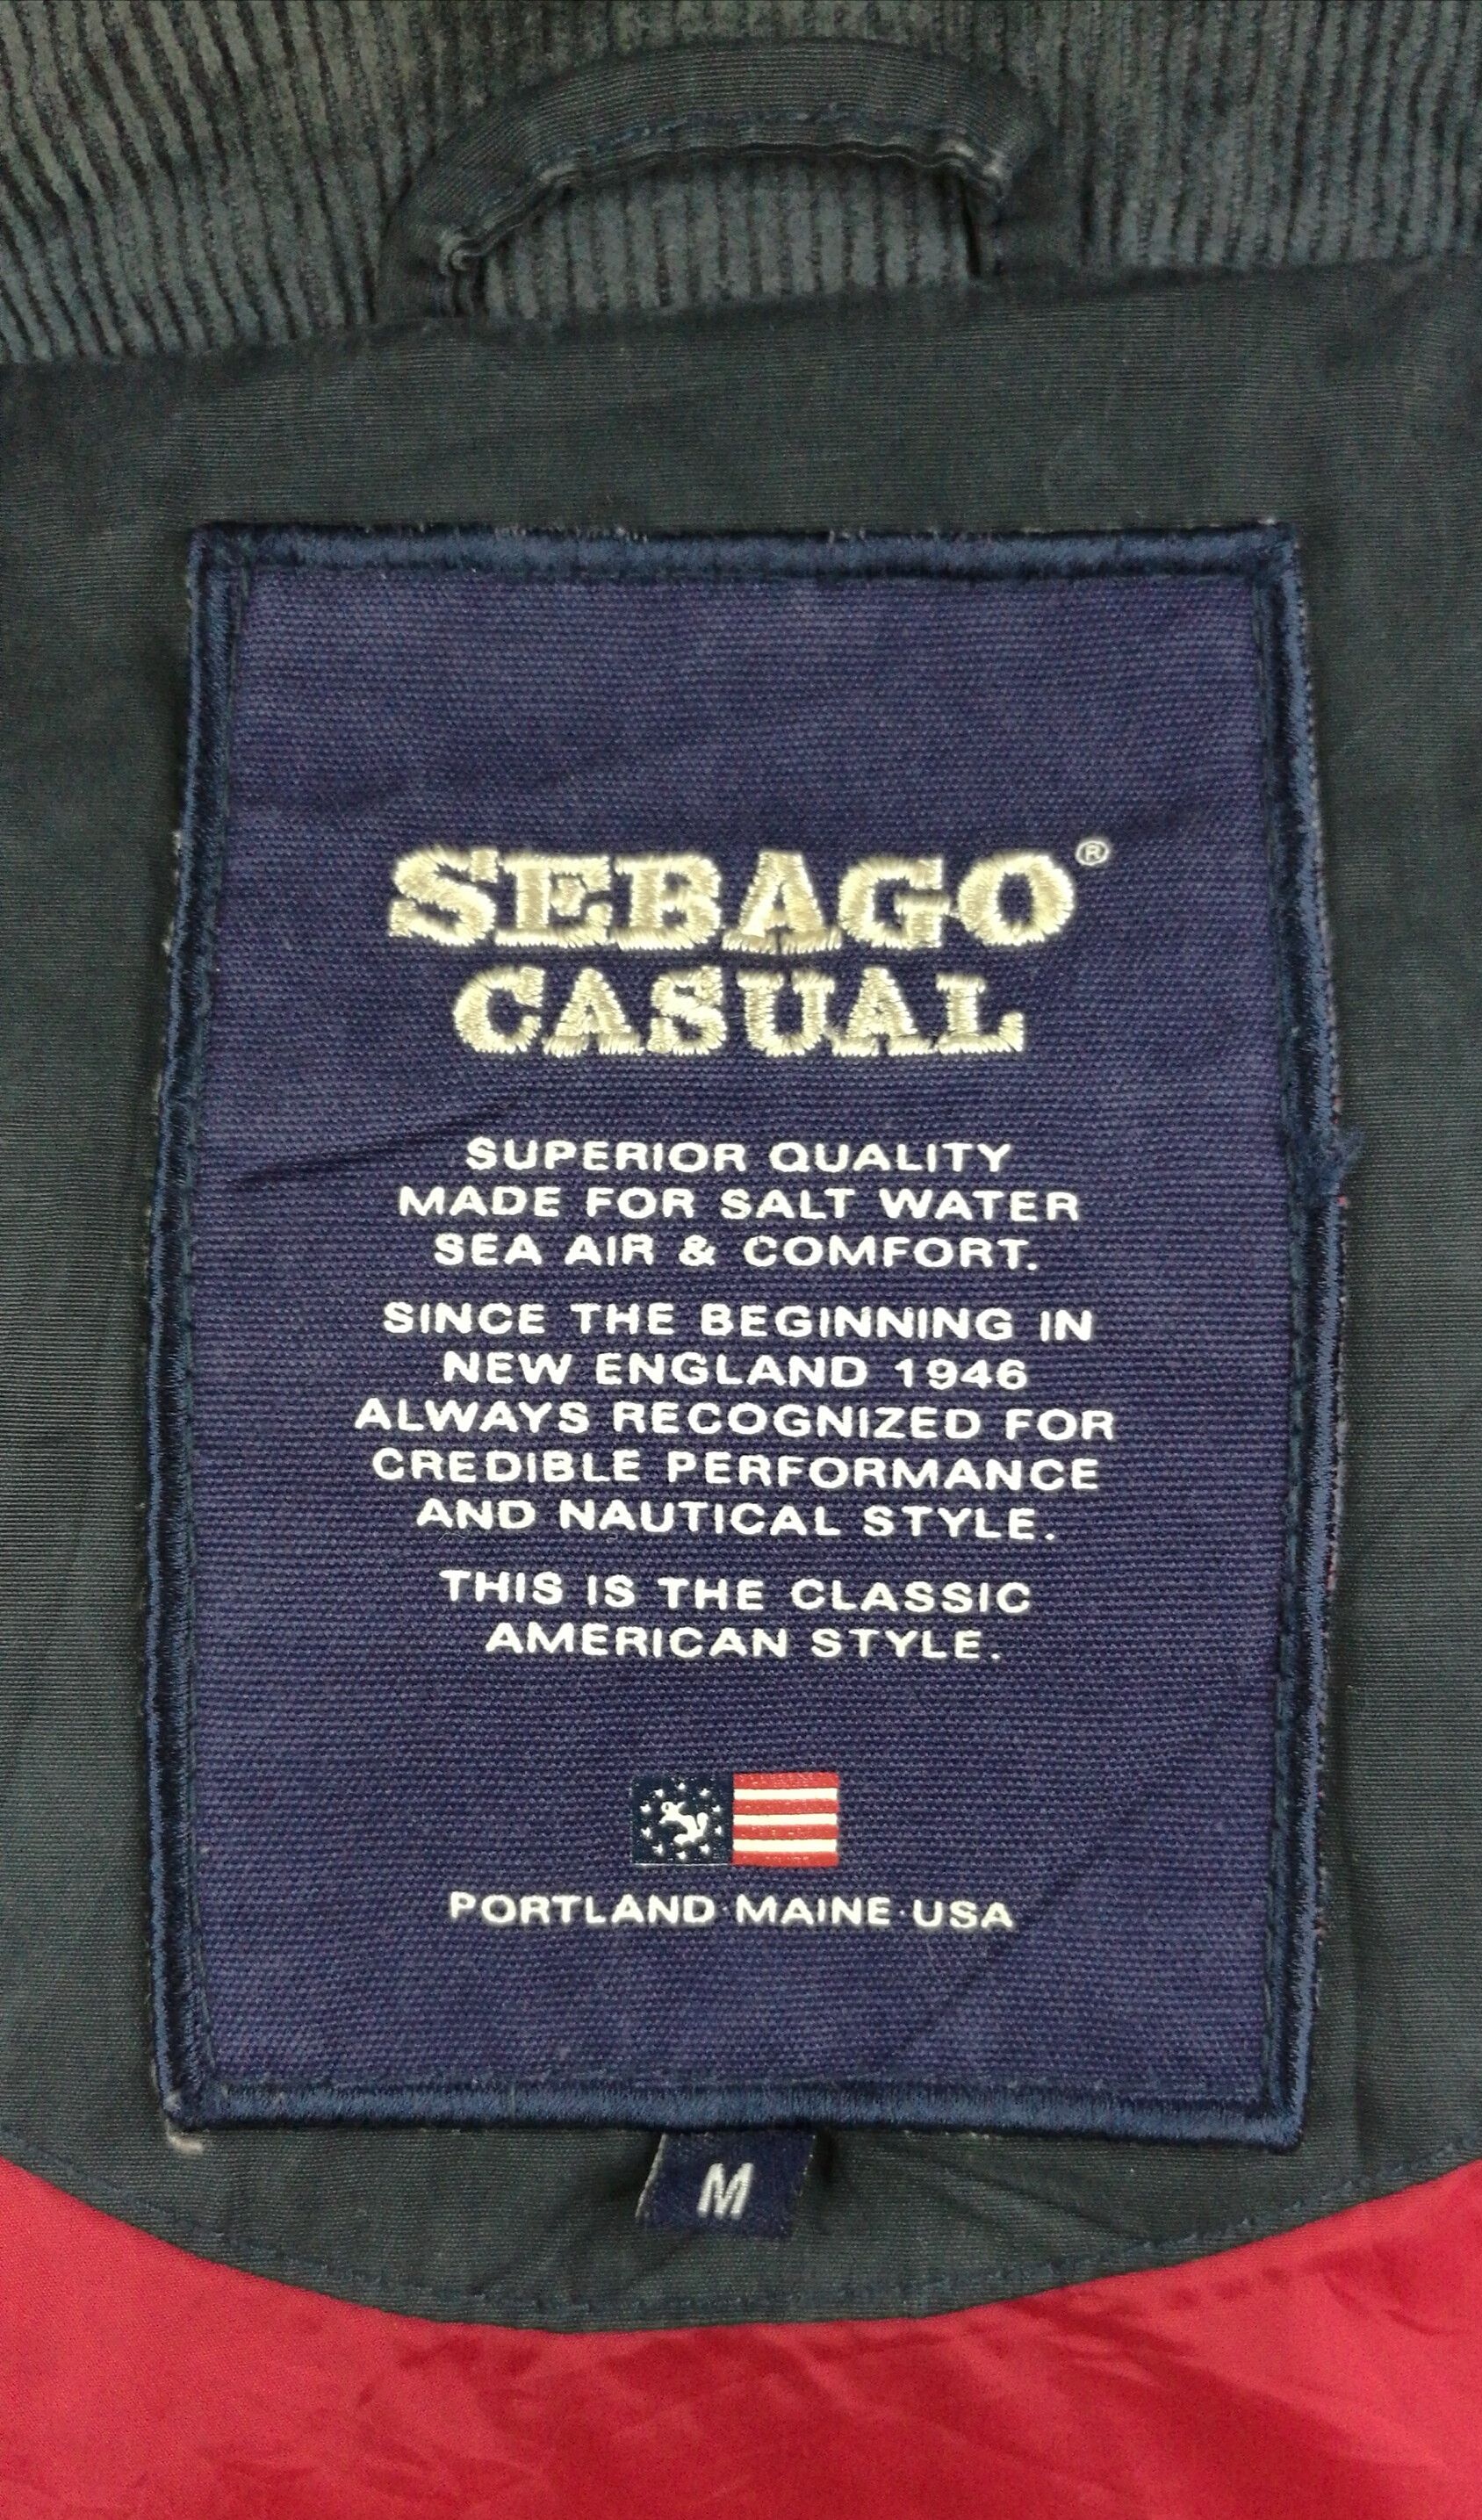 SEBAGO®
CASUAL
SUPERIOR QUALITY
MADE FOR SALT WATER
SEA AIR & COMFORT.
SINCE THE BEGINNING IN
NEW ENGLAND 1946
ALWAYS RECOGNIZED FOR
CREDIBLE PERFORMANCE
AND NAUTICAL STYLE.
THIS IS THE CLASSIC
AMERICAN STYLE.
PORTLAND·MAINE·USA
M